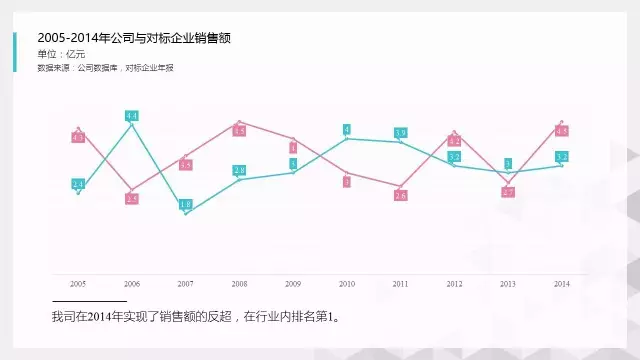 2005-2014年公司与对标企业销售额
单位：亿元
数据来源：公司数据库，对标企业年报
4.4
4.5 4 3.9 4.5
4.3 4.2
4
3.2 3.2
3.5 3 3
2.8
2.4 3
2.7
2.5 2.6
1.8
2005 2006 2007 2008 2009 2010 2011 2012 2013 2014
我司在2014年实现了销售额的反超，在行业内排名第1。